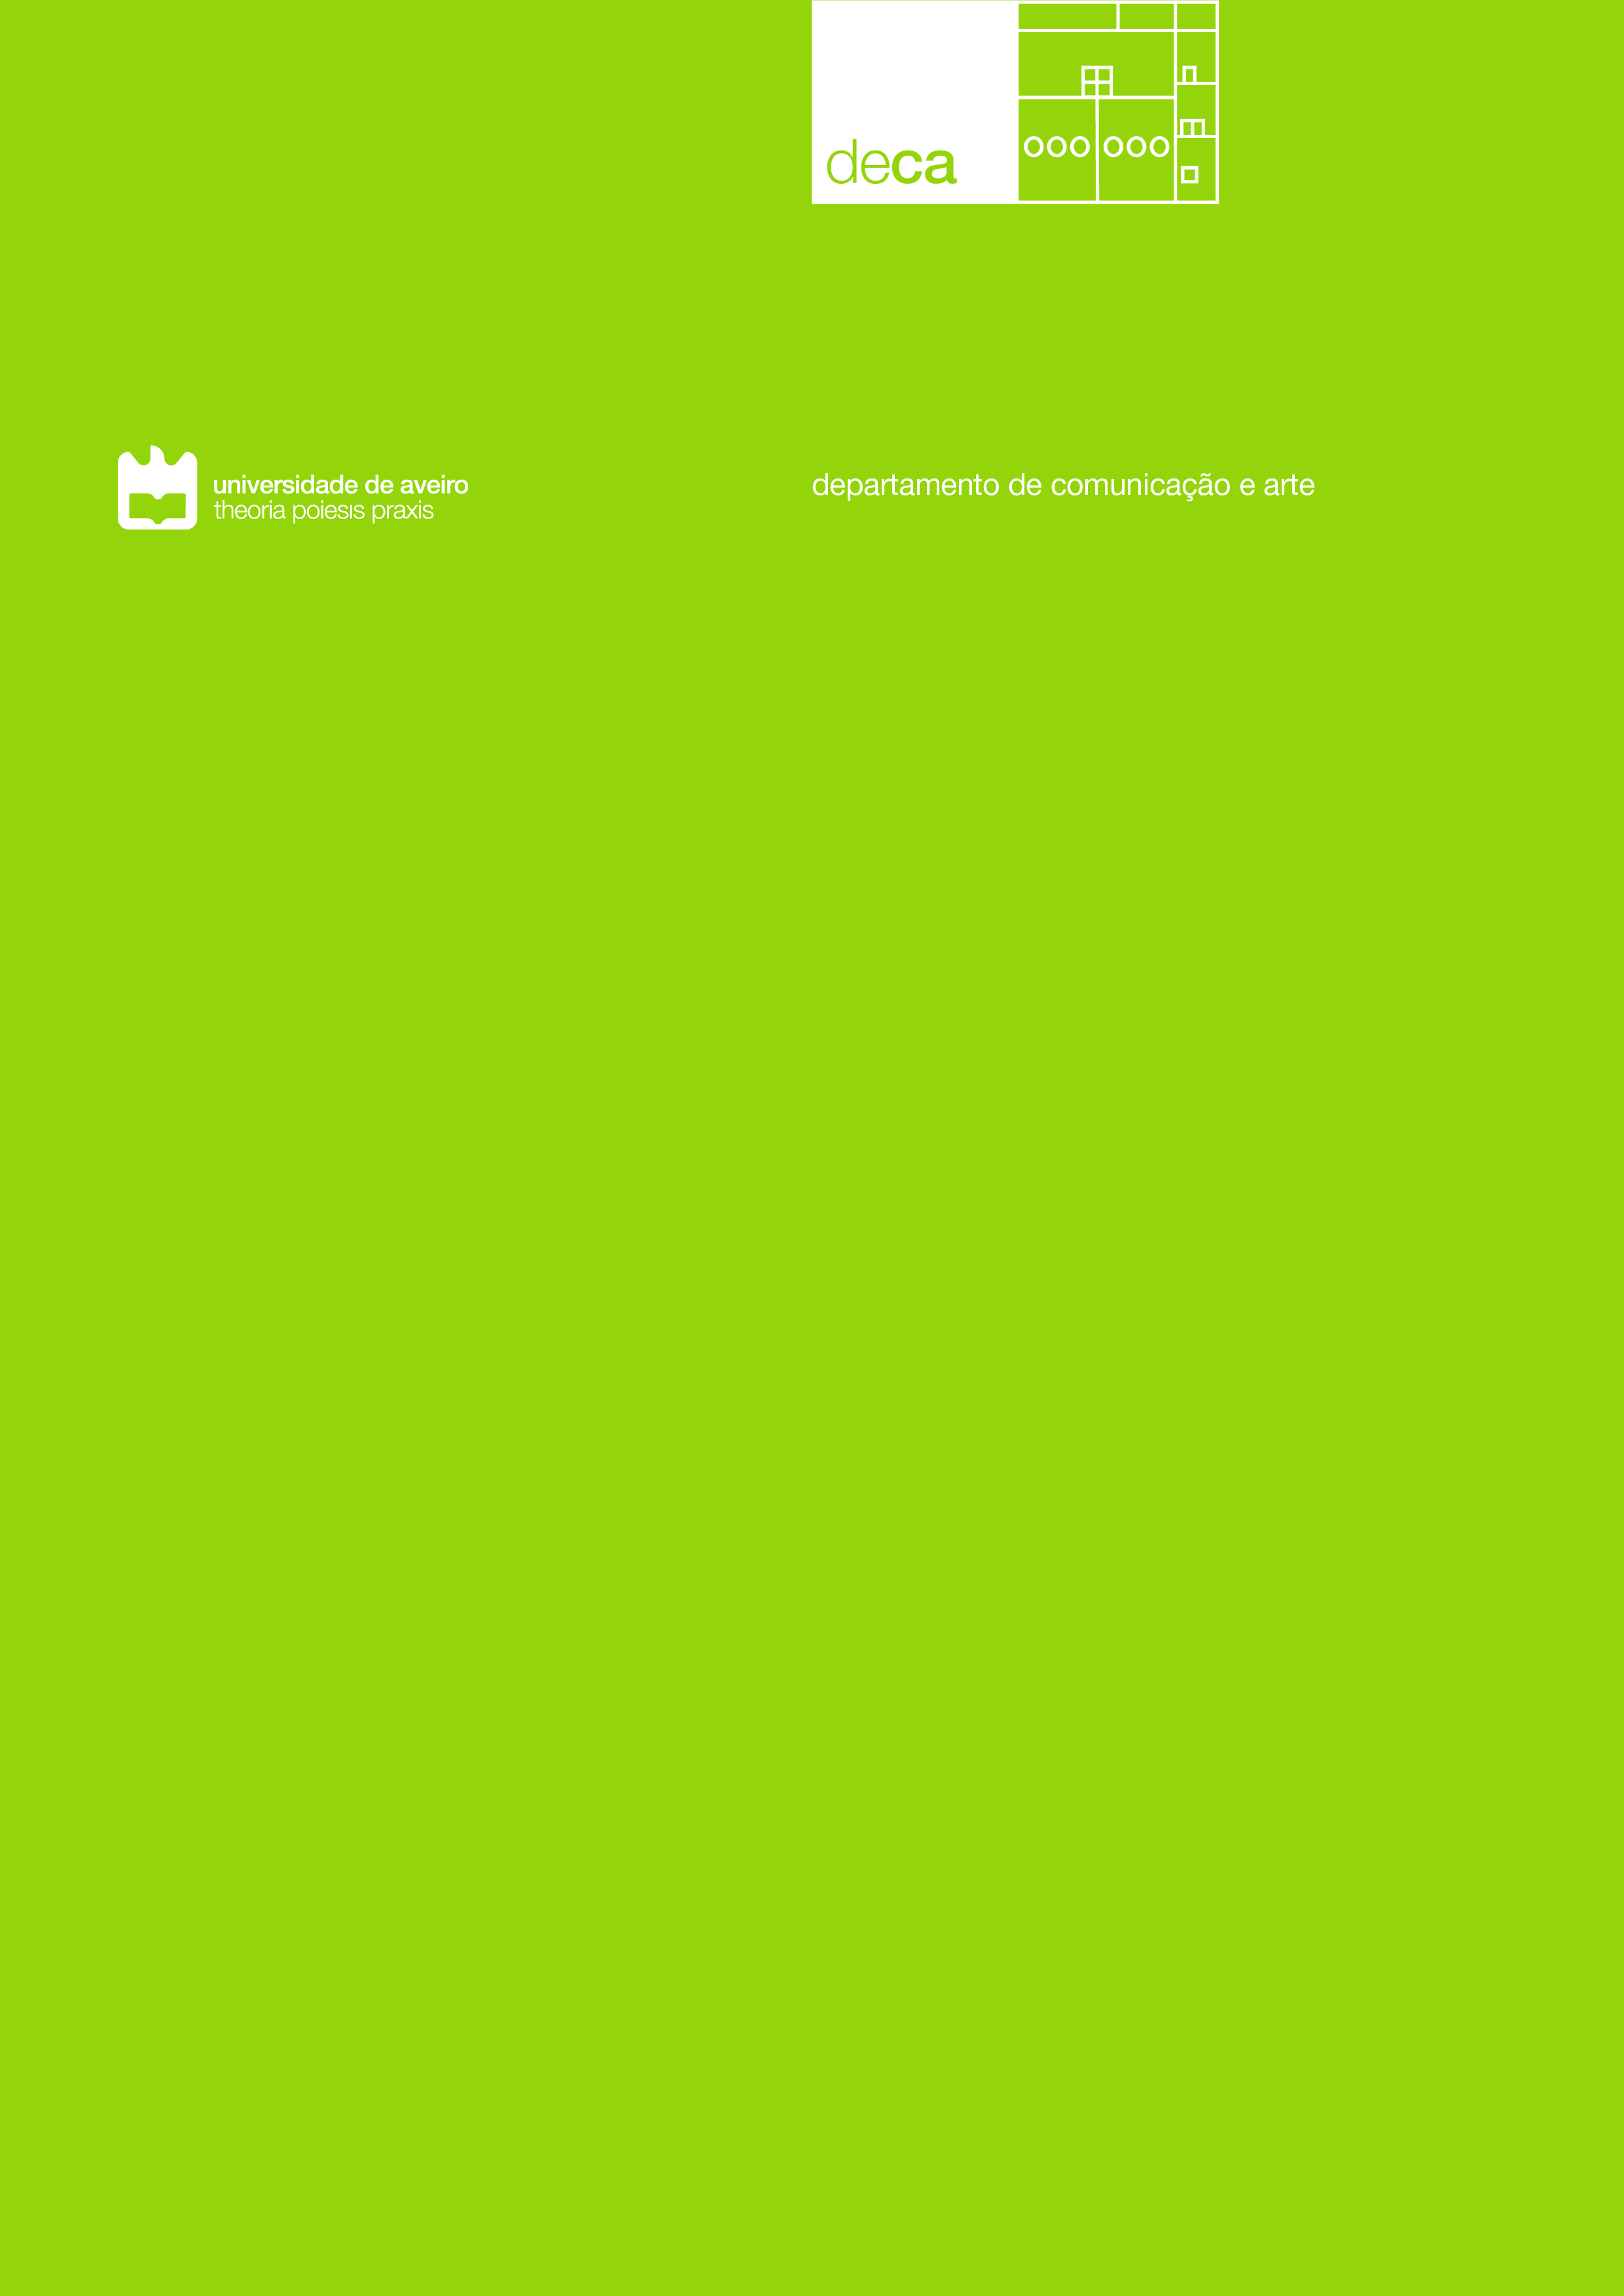 deca
universidade de aveiro
theoria poiesis praxis
departamento de comunicação e arte